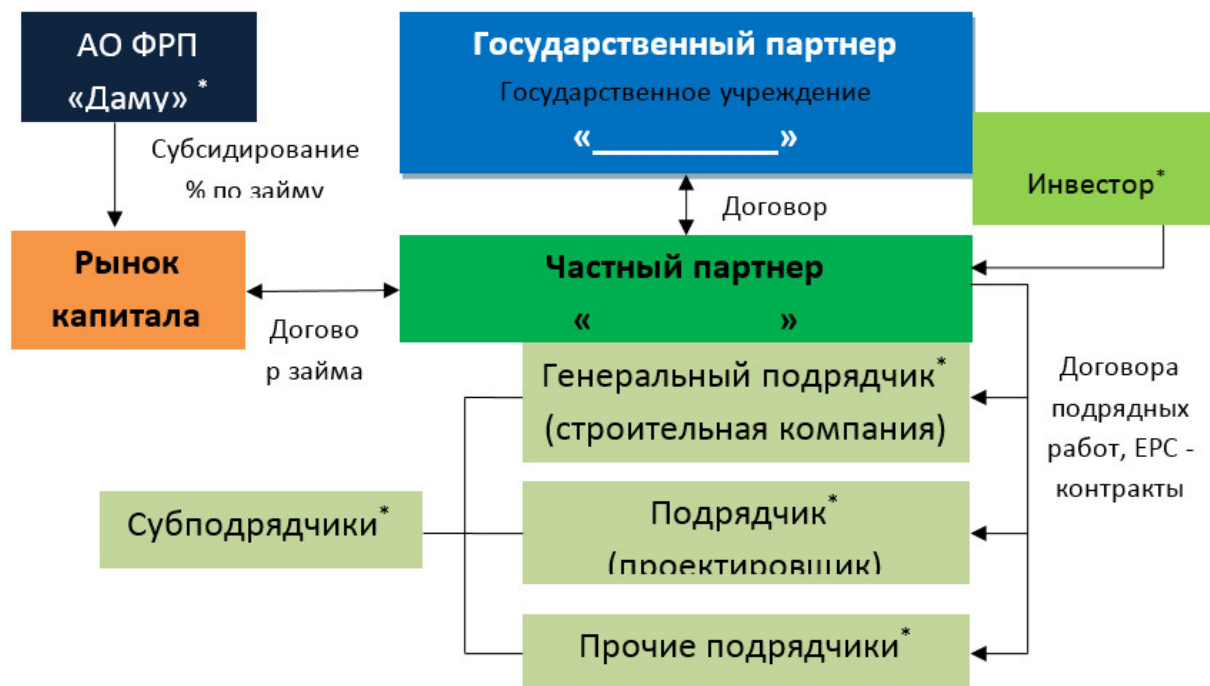 АО ФРП
«Даму» *
Государственный партнер
Государственное учреждение
«___________»
Субсидирование
% по займу
Инвестор*
Договор
Рынок
капитала
Частный партнер
« »
Догово
р займа
Генеральный подрядчик*
(строительная компания)
Договора
подрядных
работ, ЕРС -
контракты
Субподрядчики*
Подрядчик*
(проектировщик)
Прочие подрядчики*